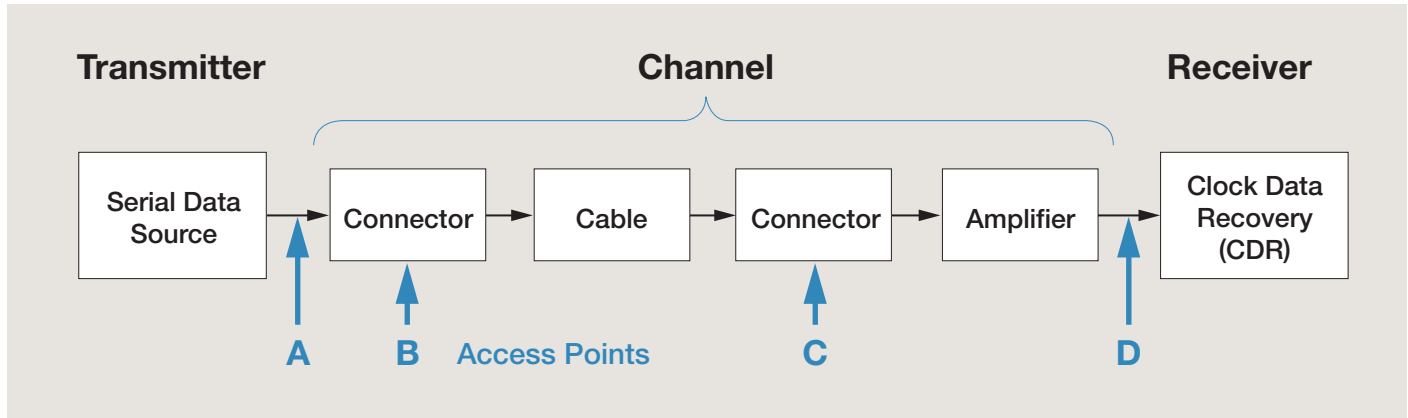 Transmitter
Channel
Receiver
Serial Data
Source
Connector
Cable
Connector
Amplifier
Clock Data
Recovery
(CDR)
A
B
Access Points
C
D